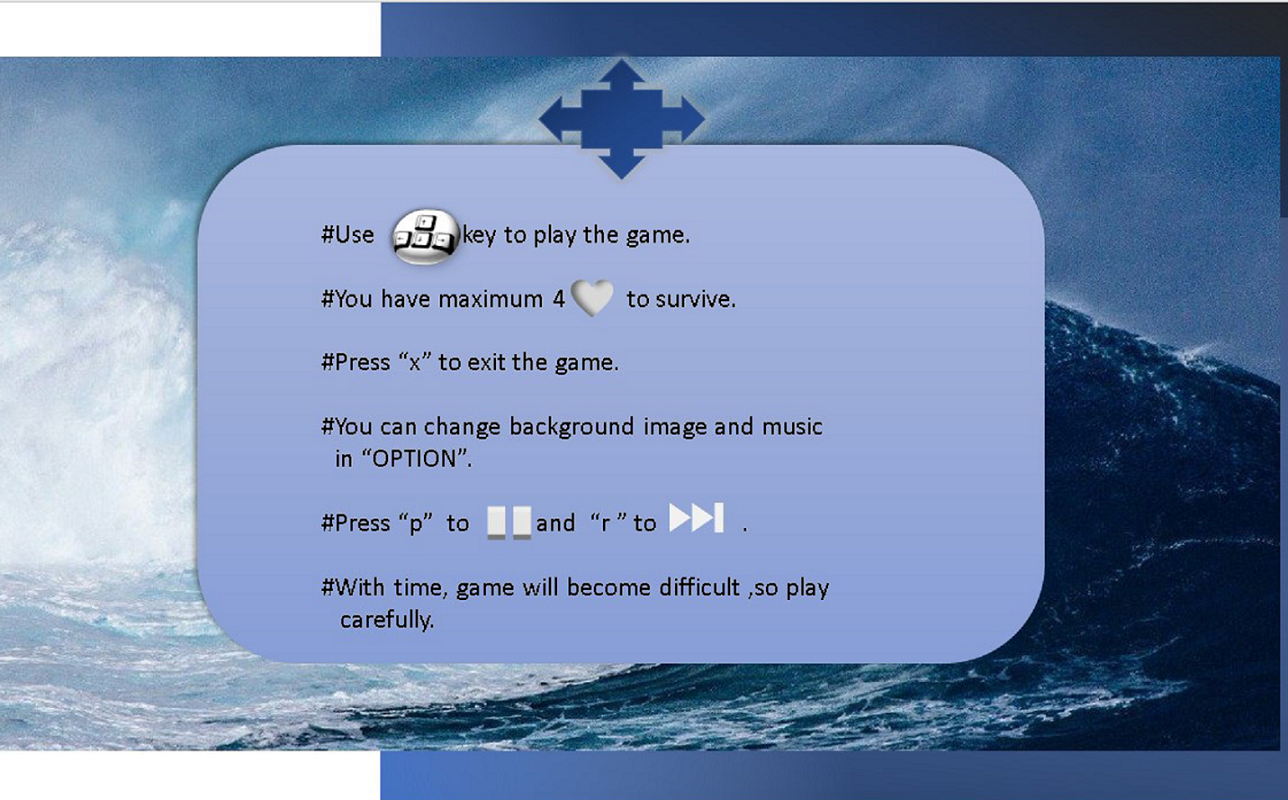 #Use key to play the game.
#You have maximum 4 to survive.
#Press “x” to exit the game.
#You can change background image and music
in “OPTION”.
#Press “p” to and “r ” to .
#With time, game will become difficult ,so play
carefully.